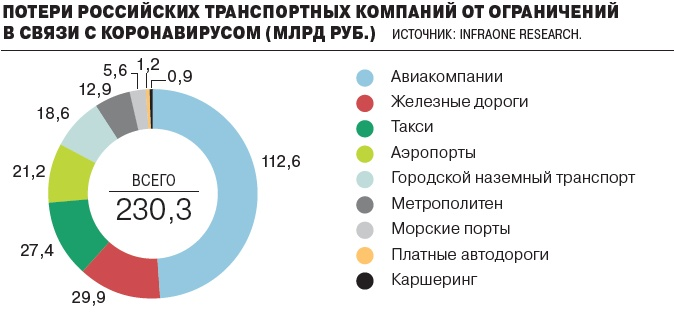 ПОТЕРИ РОССИЙСКИХ ТРАНСПОРТНЫХ КОМПАНИЙ ОТ ОГРАНИЧЕНИЙ
В СВЯЗИ С КОРОНАВИРУСОМ (МЛРД РУБ.) ИСТОЧНИК: INFRAONE RESEARCH.
1,2
5,6
0,9
12,9
18,6
21,2
27,4
29,9
112,6
ВСЕГО
230,3
Авиакомпании
Железные дороги
Такси
Аэропорты
Городской наземный транспорт
Метрополитен
Морские порты
Платные автодороги
Каршеринг